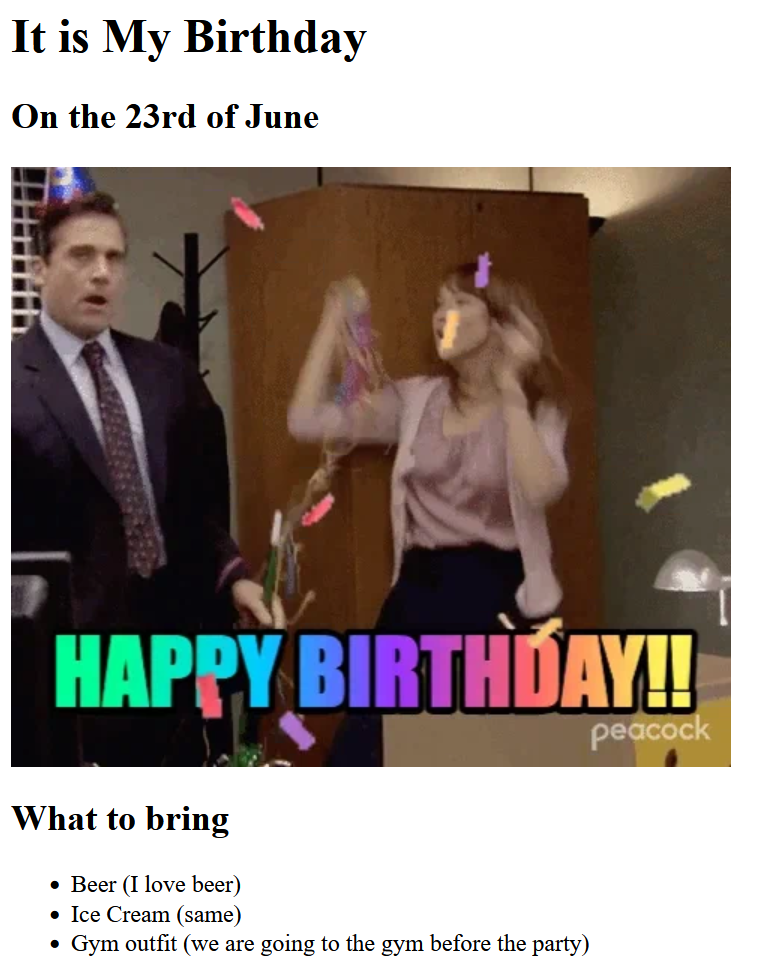 It is My Birthday
On the 23rd of June
HAPPY BIRTHDAY!!
peacock
What to bring
Beer (I love beer)
Ice Cream (same)
Gym outfit (we are going to the gym before the party)